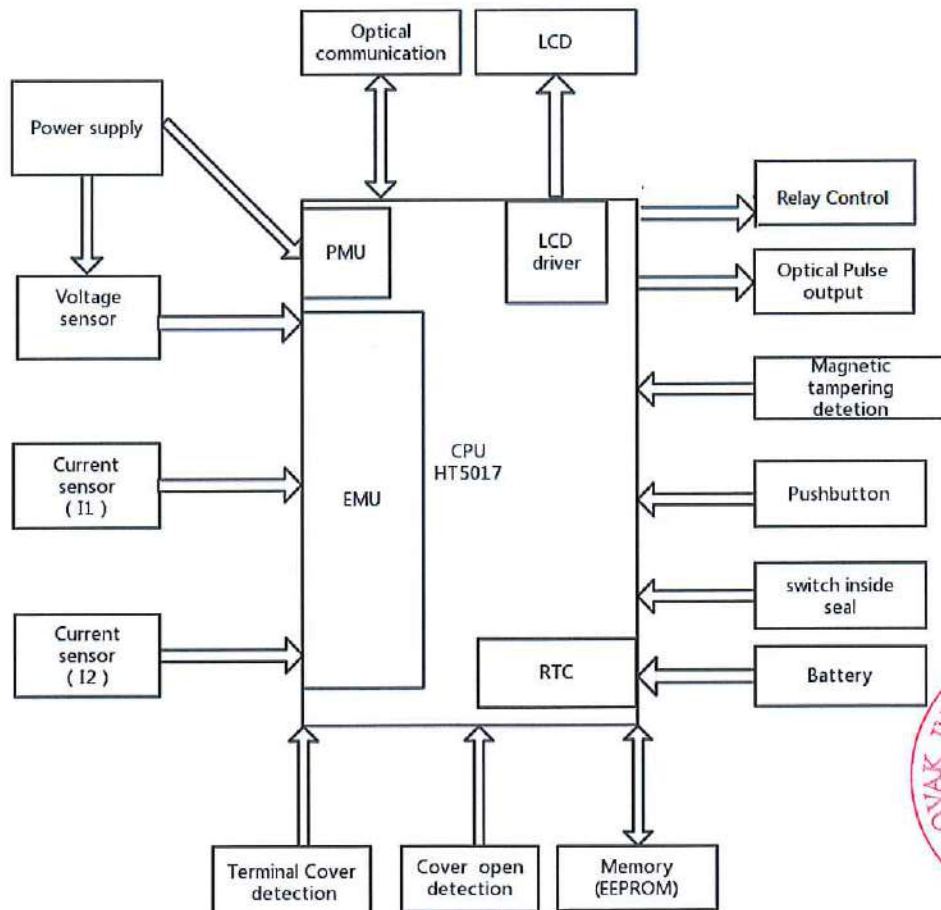 Optical
communication
LCD
Power supply
Relay Control
PMU
LCD
driver
Optical Pulse
output
Voltage
sensor
Magnetic
tampering
detetion
CPU
HT5017
Current
sensor
( I1 )
EMU
Pushbutton
switch inside
seal
Current
sensor
( I2 )
RTC
Battery
OVAK
Terminal Cover
detection
Cover open
detection
Memory
(EEPROM)